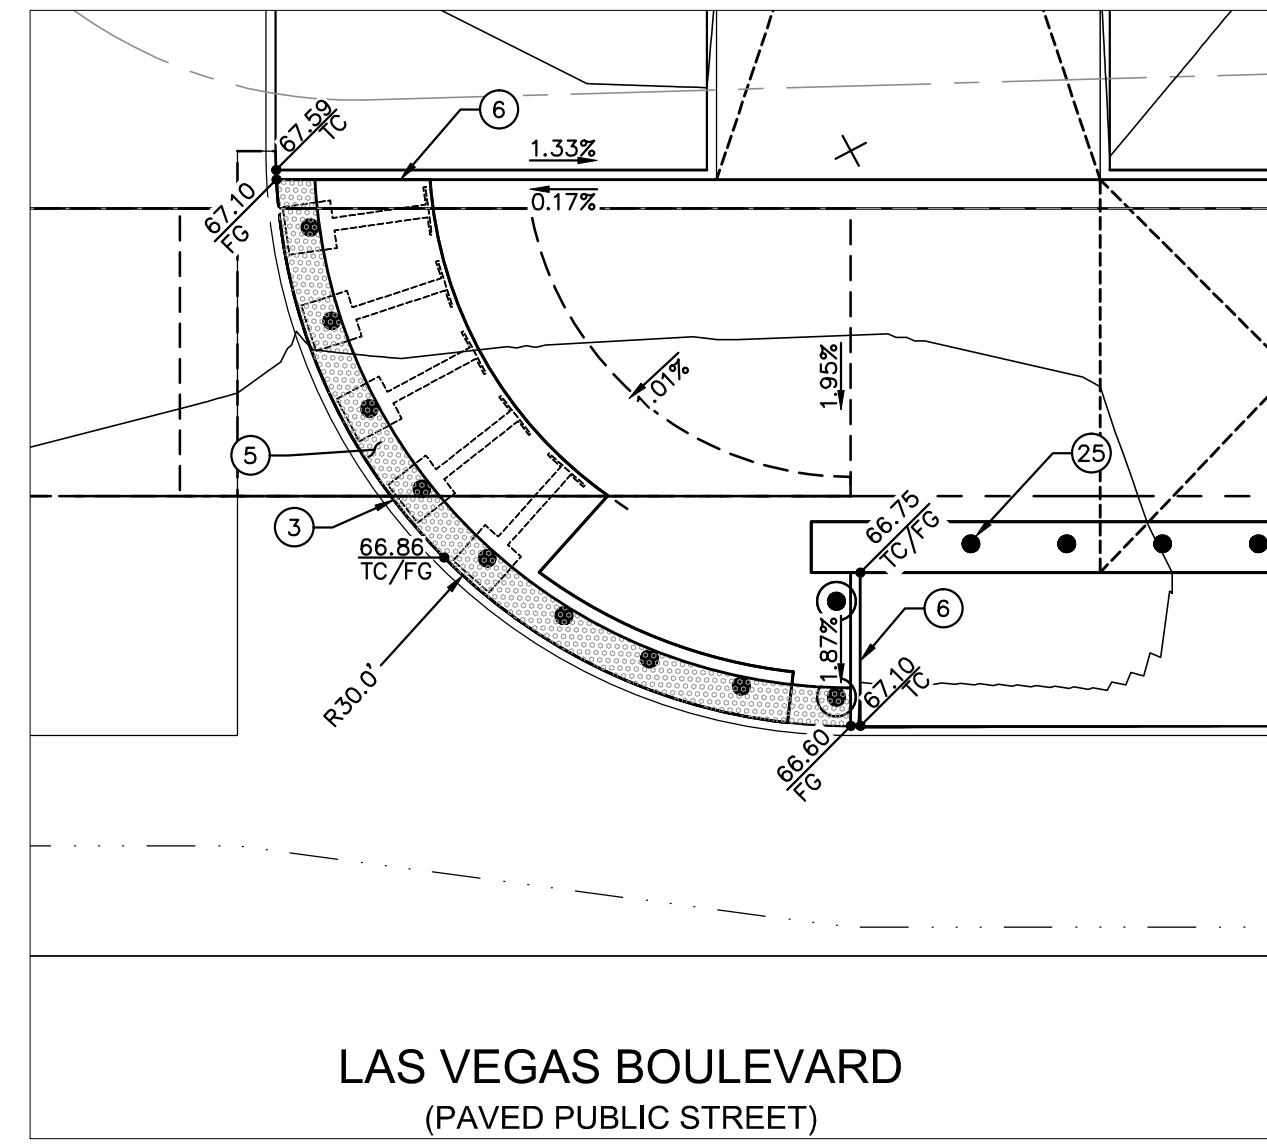 67.59
TC
6
1.33%
0.17%
67.10
FG
1.01%
1.95%
5
25
3
66.75
TC/FG
66.86
TC/FG
6
1.87%
67.10
TC
R30.0'
66.60
FG
LAS VEGAS BOULEVARD
(PAVED PUBLIC STREET)